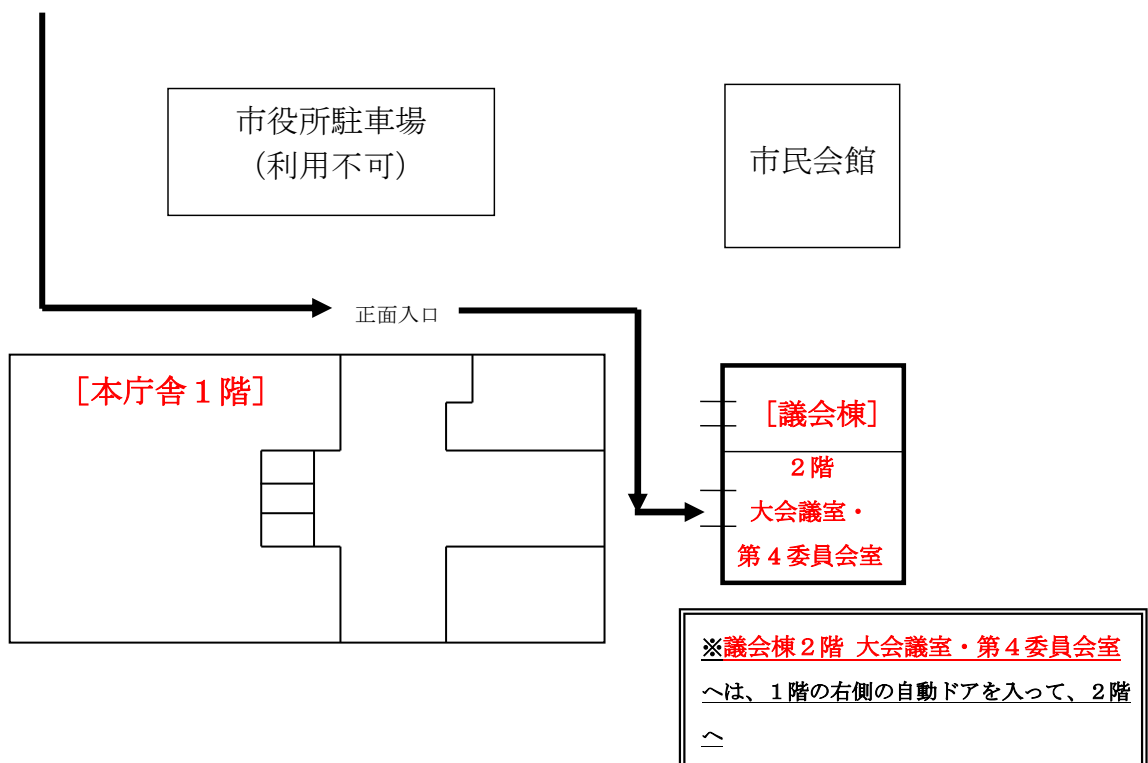 市役所駐車場
（利用不可）
市民会館
正面入口
［本庁舎１階］
［議会棟］
２階
大会議室・
第４委員会室
※議会棟２階 大会議室・第４委員会室
へは、１階の右側の自動ドアを入って、２階
へ